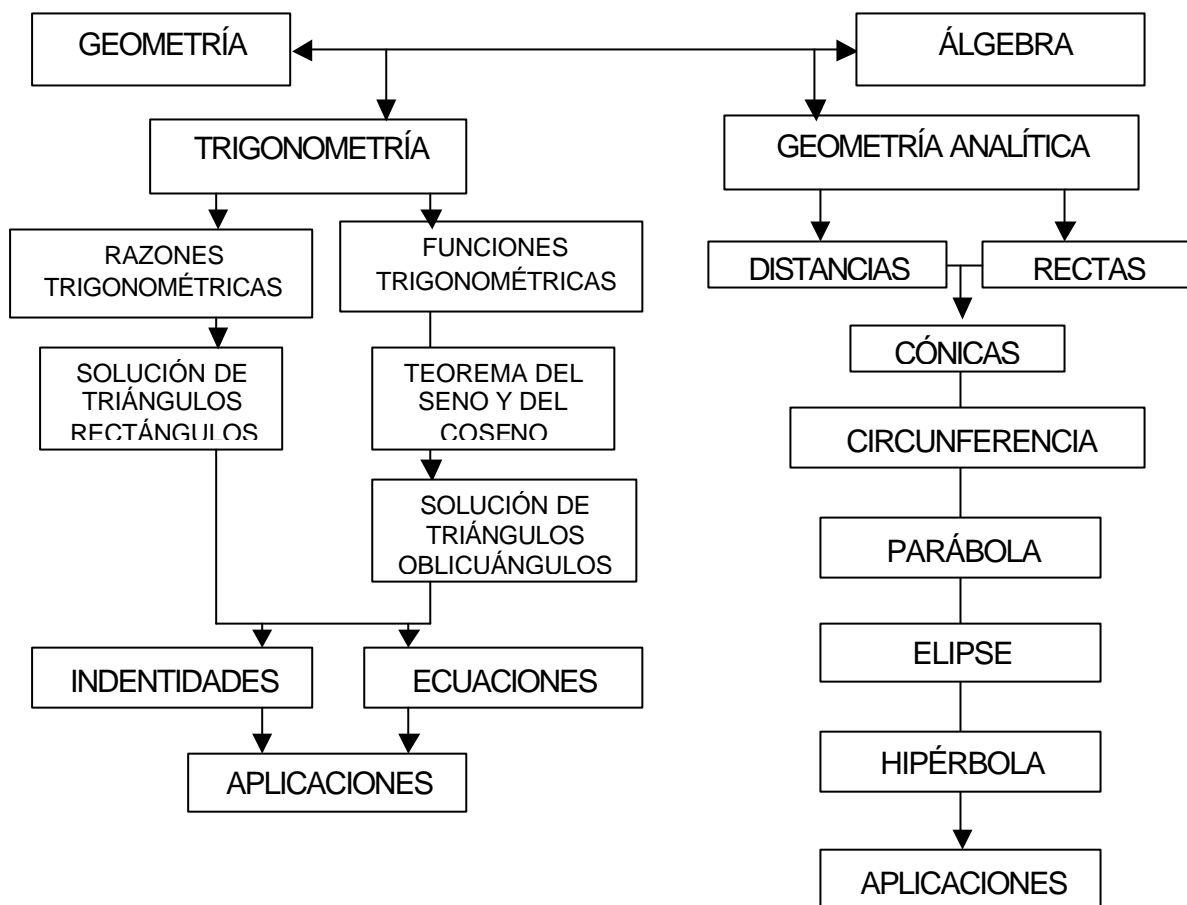 GEOMETRÍA
ÁLGEBRA
TRIGONOMETRÍA
GEOMETRÍA ANALÍTICA
RAZONES
TRIGONOMÉTRICAS
FUNCIONES
TRIGONOMÉTRICAS
DISTANCIAS
RECTAS
SOLUCIÓN DE
TRIÁNGULOS
RECTÁNGULOS
TEOREMA DEL
SENO Y DEL
COSENO
CÓNICAS
CIRCUNFERENCIA
SOLUCIÓN DE
TRIÁNGULOS
OBLICUÁNGULOS
PARÁBOLA
INDENTIDADES
ECUACIONES
ELIPSE
APLICACIONES
HIPÉRBOLA
APLICACIONES